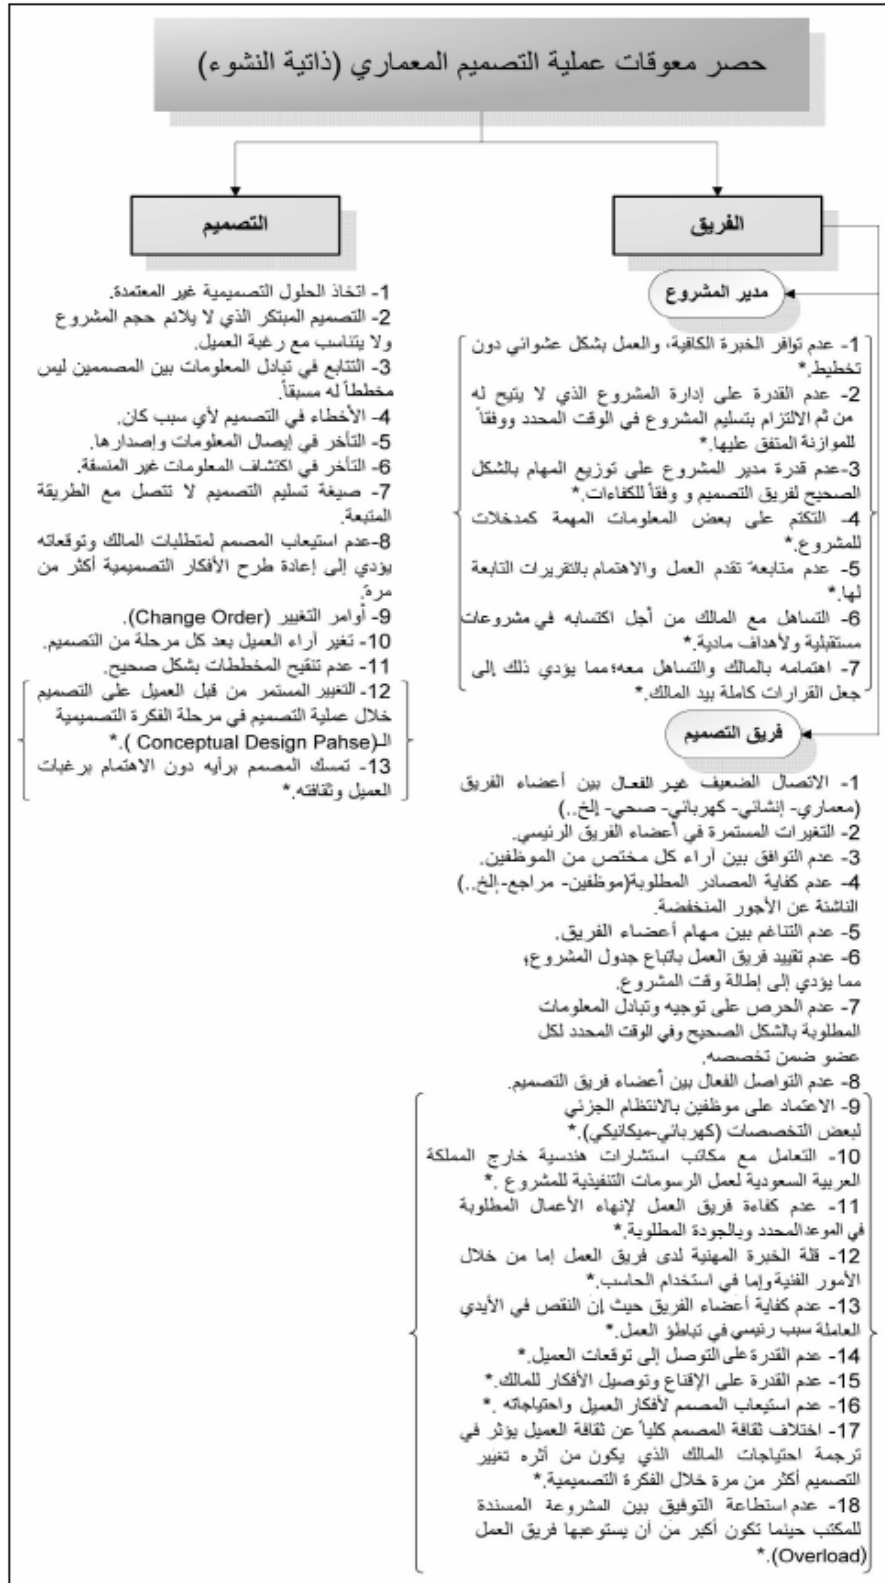 حصر معوقات عملية التصميم المعماري (ذاتية النشوء)
الفريق
مدير المشروع
1- عدم توافر الخبرة الكافية، والعمل بشكل عشوائي دون
تخطيط.*
2- عدم القدرة على إدارة المشروع الذي لا يتيح له
من ثم الالتزام بتسليم المشروع في الوقت المحدد ووفقاً
للموازنة المتفق عليها.*
3-عدم قدرة مدير المشروع على توزيع المهام بالشكل
الصحيح لفريق التصميم و وفقاً للكفاءات.*
4- التكتم على بعض المعلومات المهمة كمدخلات
للمشروع.*
5- عدم متابعة تقدم العمل والاهتمام بالتقريرات التابعة
لها.*
6- التساهل مع المالك من أجل اكتسابه في مشروعات
مستقبلية ولأهداف مادية.*
7- اهتمامه بالمالك والتساهل معه؛مما يؤدي ذلك إلى
جعل القرارات كاملة بيد المالك.*
فريق التصميم
1- الاتصال الضعيف غير الفعال بين أعضاء الفريق
(معماري- إنشائي- كهربائي- صحي- إلخ..)
2- التغيرات المستمرة في أعضاء الفريق الرئيسي.
3- عدم التوافق بين آراء كل مختص من الموظفين.
4- عدم كفاية المصادر المطلوبة(موظفين- مراجع-إلخ..)
الناشئة عن الأجور المنخفضة.
5- عدم التناغم بين مهام أعضاء الفريق.
6- عدم تقييد فريق العمل باتباع جدول المشروع؛
مما يؤدي إلى إطالة وقت المشروع.
7- عدم الحرص على توجيه وتبادل المعلومات
المطلوبة بالشكل الصحيح وفي الوقت المحدد لكل
عضو ضمن تخصصه.
8- عدم التواصل الفعال بين أعضاء فريق التصميم.
9- الاعتماد على موظفين بالانتظام الجزئي
لبعض التخصصات (كهربائي-ميكانيكي).*
10- التعامل مع مكاتب استشارات هندسية خارج المملكة
العربية السعودية لعمل الرسومات التنفيذية للمشروع .*
11- عدم كفاءة فريق العمل لإنهاء الأعمال المطلوبة
في الموعد المحدد وبالجودة المطلوبة.*
12- قلة الخبرة المهنية لدى فريق العمل إما من خلال
الأمور الفنية وإما في استخدام الحاسب.*
13- عدم كفاية أعضاء الفريق حيث إن النقص في الأيدي
العاملة سبب رئيسي في تباطؤ العمل.*
14- عدم القدرة على التوصل إلى توقعات العميل.*
15- عدم القدرة على الإقناع وتوصيل الأفكار للمالك.*
16- عدم استيعاب المصمم لأفكار العميل واحتياجاته .*
17- اختلاف ثقافة المصمم كلياً عن ثقافة العميل يؤثر في
ترجمة احتياجات المالك الذي يكون من أثره تغيير
التصميم أكثر من مرة خلال الفكرة التصميمية.*
18- عدم استطاعة التوفيق بين المشروعة المسندة
للمكتب حينما تكون أكبر من أن يستوعبها فريق العمل
(Overload).*
التصميم
1- اتخاذ الحلول التصميمية غير المعتمدة.
2- التصميم المبتكر الذي لا يلائم حجم المشروع
ولا يتناسب مع رغبة العميل.
3- التتابع في تبادل المعلومات بين المصممين ليس
مخططاً له مسبقاً.
4- الأخطاء في التصميم لأي سبب كان.
5- التأخر في إيصال المعلومات وإصدارها.
6- التأخر في اكتشاف المعلومات غير المنسقة.
7- صيغة تسليم التصميم لا تتصل مع الطريقة
المتبعة.
8-عدم استيعاب المصمم لمتطلبات المالك وتوقعاته
يؤدي إلى إعادة طرح الأفكار التصميمية أكثر من
مرة.
9- أوامر التغيير (Change Order).
10- تغير آراء العميل بعد كل مرحلة من التصميم.
11- عدم تنقيح المخططات بشكل صحيح.
12- التغيير المستمر من قبل العميل على التصميم
خلال عملية التصميم في مرحلة الفكرة التصميمية
الـ(Conceptual Design Pahse ).*
13- تمسك المصمم برأيه دون الاهتمام برغبات
العميل وثقافته.*